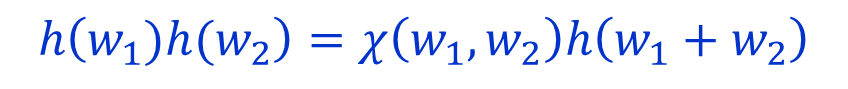 ℎ(𝑤₁)ℎ(𝑤₂) = 𝜒(𝑤₁, 𝑤₂)ℎ(𝑤₁ + 𝑤₂)